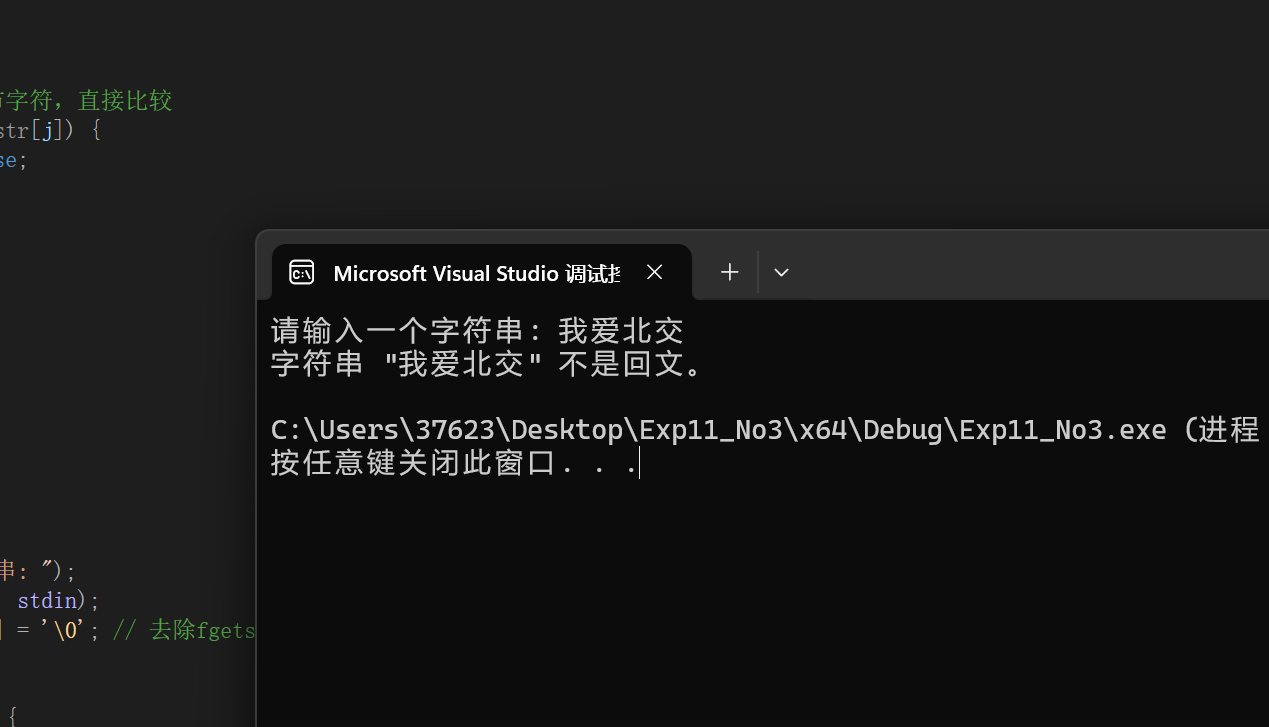 字符，直接比较
str[j]) {
se;
Microsoft Visual Studio 调试
请输入一个字符串：我爱北交
字符串 "我爱北交" 不是回文。
C:\Users\37623\Desktop\Exp11_No3\x64\Debug\Exp11_No3.exe (进程
按任意键关闭此窗口. . .
串: ");
stdin);
] = '\0'; // 去除fgets
{